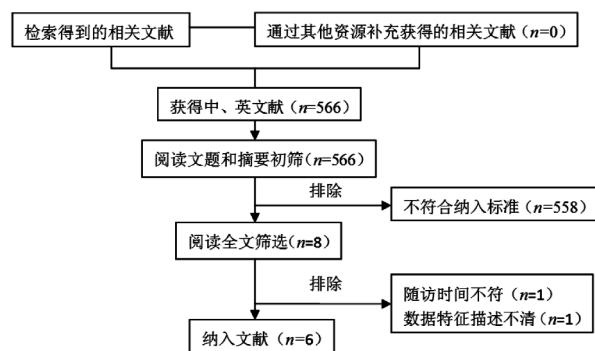 检索得到的相关文献
通过其他资源补充获得的相关文献（n=0）
获得中、英文献（n=566）
阅读文题和摘要初筛（n=566）
排除
不符合纳入标准（n=558）
阅读全文筛选(n=8）
排除
随访时间不符（n=1）
数据特征描述不清（n=1）
纳入文献（n=6）